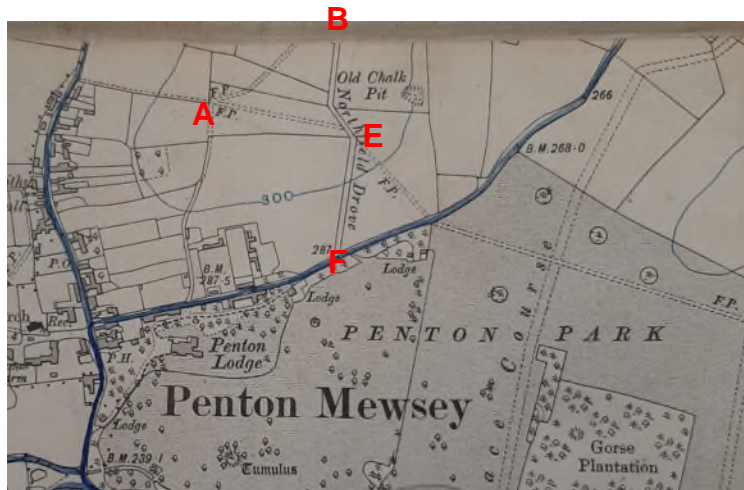 B
Old Chalk
Pit
F.P.
A
F.P.
E
266
B.M. 268·0
Northfield Drove
F.P.
300
P.O.
B.M.
287·5
287
F
Lodge
Lodge
F.P.
Rec.
PENTON PARK
P.H.
Penton
Lodge
Course
Penton Mewsey
Lodge
Gorse
Plantation
B.M. 239·1
Tumulus